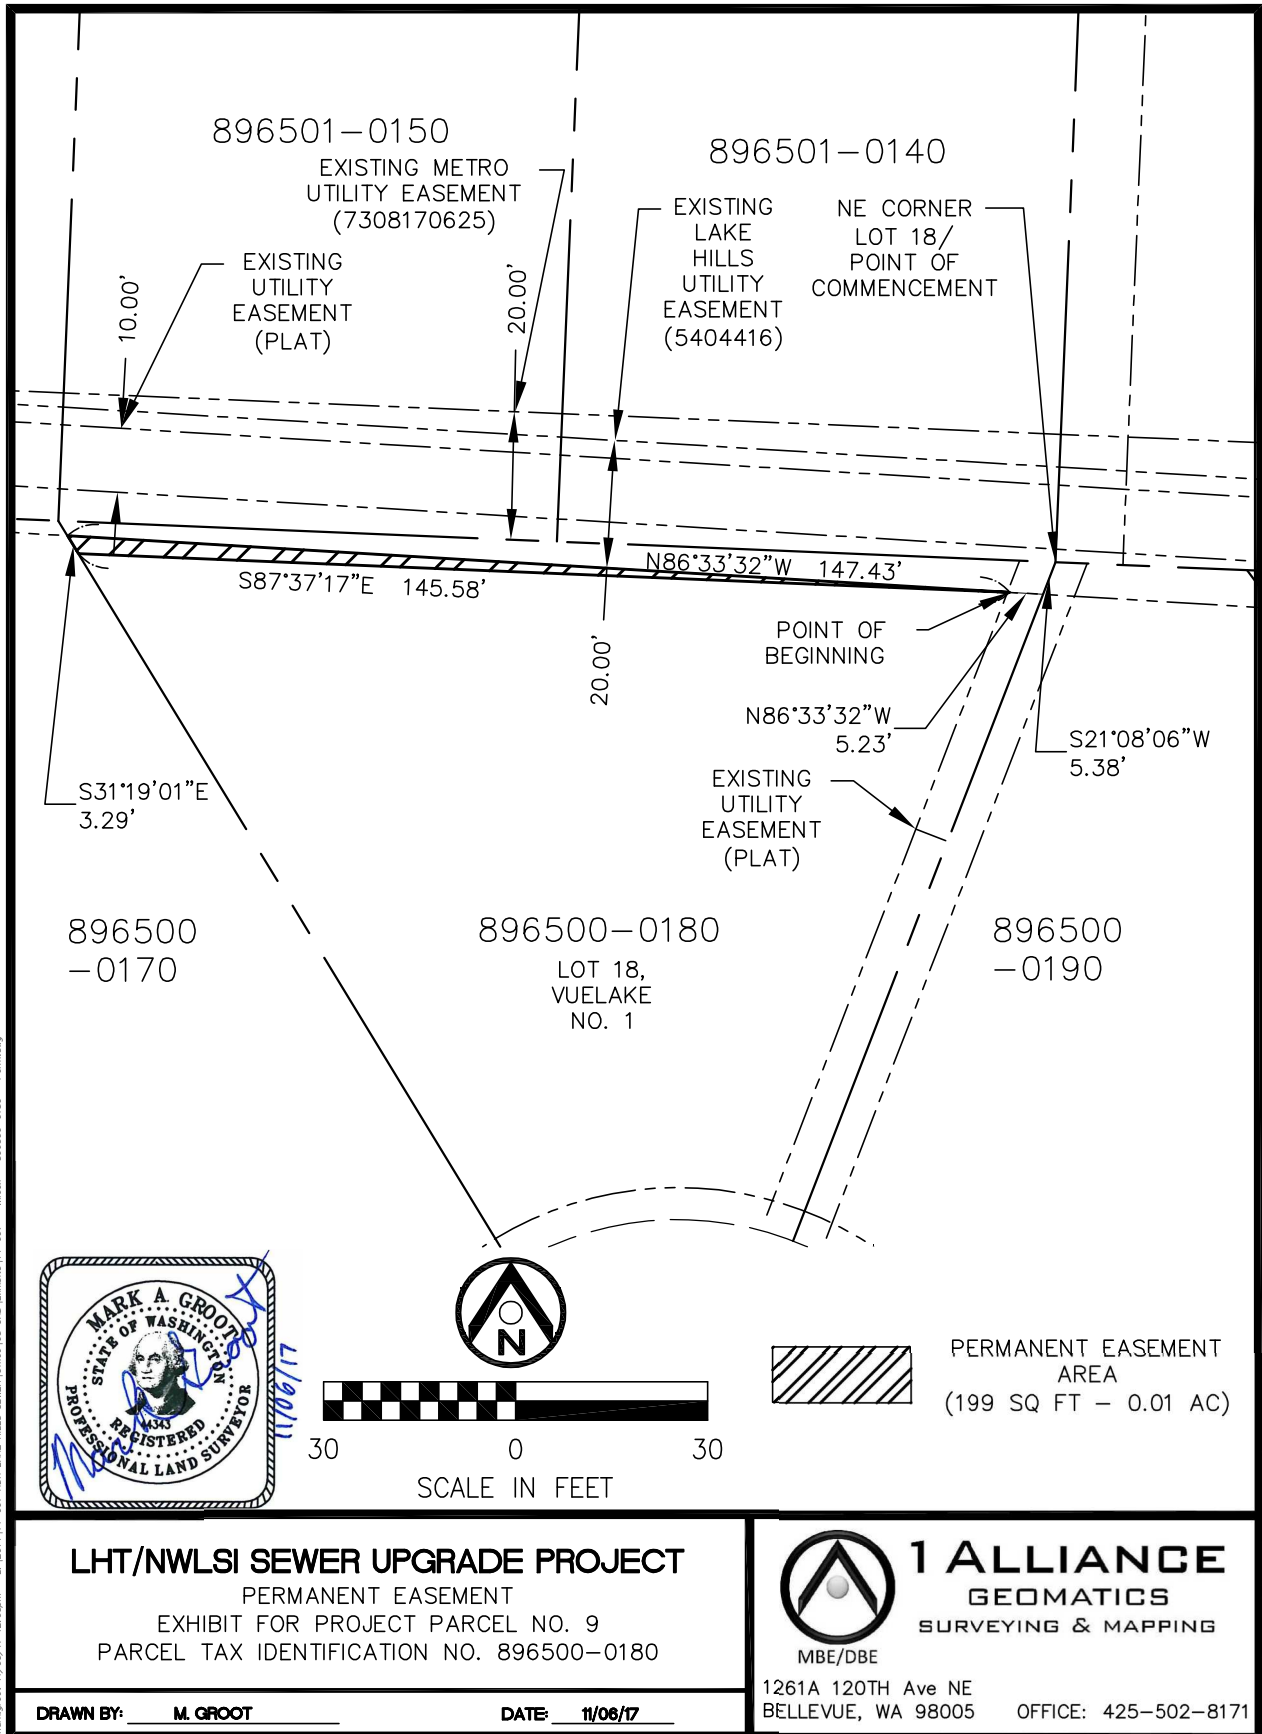 896501-0150
EXISTING METRO
UTILITY EASEMENT
(7308170625)
896501-0140
EXISTING
LAKE
HILLS
UTILITY
EASEMENT
(5404416)
NE CORNER
LOT 18/
POINT OF
COMMENCEMENT
EXISTING
UTILITY
EASEMENT
(PLAT)
10.00'
20.00'
N86°33'32"W 147.43'
S87°37'17"E 145.58'
20.00'
POINT OF
BEGINNING
N86°33'32"W
5.23'
S21°08'06"W
5.38'
S31°19'01"E
3.29'
EXISTING
UTILITY
EASEMENT
(PLAT)
896500
-0170
896500-0180
LOT 18,
VUELAKE
NO. 1
896500
-0190
MARK A. GROOT
STATE OF WASHINGTON
44343
REGISTERED
PROFESSIONAL LAND SURVEYOR
Mark Groot
11/06/17
N
30 0 30
SCALE IN FEET
PERMANENT EASEMENT
AREA
(199 SQ FT - 0.01 AC)
LHT/NWLSI SEWER UPGRADE PROJECT
PERMANENT EASEMENT
EXHIBIT FOR PROJECT PARCEL NO. 9
PARCEL TAX IDENTIFICATION NO. 896500-0180
DRAWN BY: M. GROOT DATE: 11/06/17
1 ALLIANCE
GEOMATICS
SURVEYING & MAPPING
MBE/DBE
1261A 120TH Ave NE
BELLEVUE, WA 98005 OFFICE: 425-502-8171